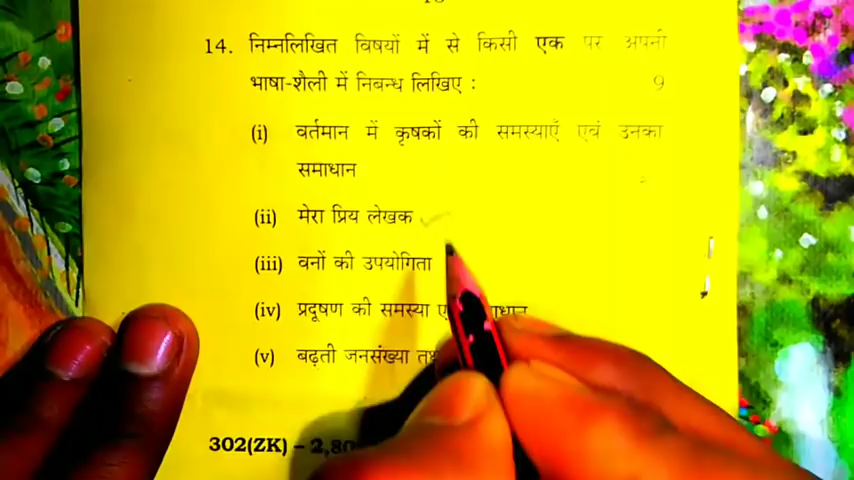 14. निम्नलिखित विषयों में से किसी एक पर अपनी
भाषा-शैली में निबन्ध लिखिए : 9
(i) वर्तमान में कृषकों की समस्याएँ एवं उनका
समाधान
(ii) मेरा प्रिय लेखक
(iii) वनों की उपयोगिता
(iv) प्रदूषण की समस्या
(v) बढ़ती जनसंख्या
302(ZK) – 2,80